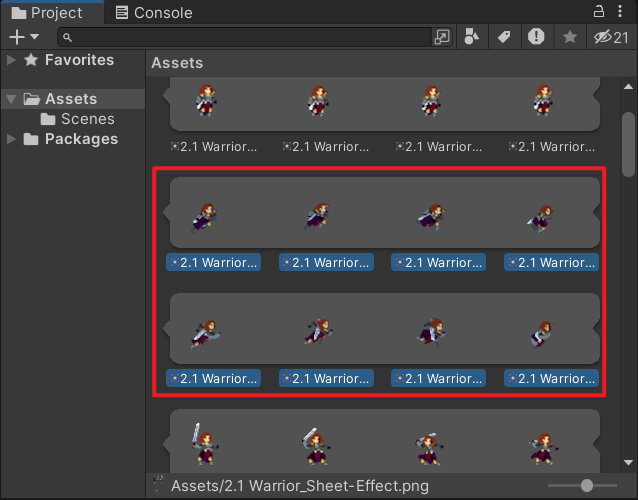 Project Console
21
Favorites
Assets
Scenes
Packages
Assets
2.1 Warrior... 2.1 Warrior... 2.1 Warrior... 2.1 Warrior...
2.1 Warrior... 2.1 Warrior... 2.1 Warrior... 2.1 Warrior...
2.1 Warrior... 2.1 Warrior... 2.1 Warrior... 2.1 Warrior...
Assets/2.1 Warrior_Sheet-Effect.png